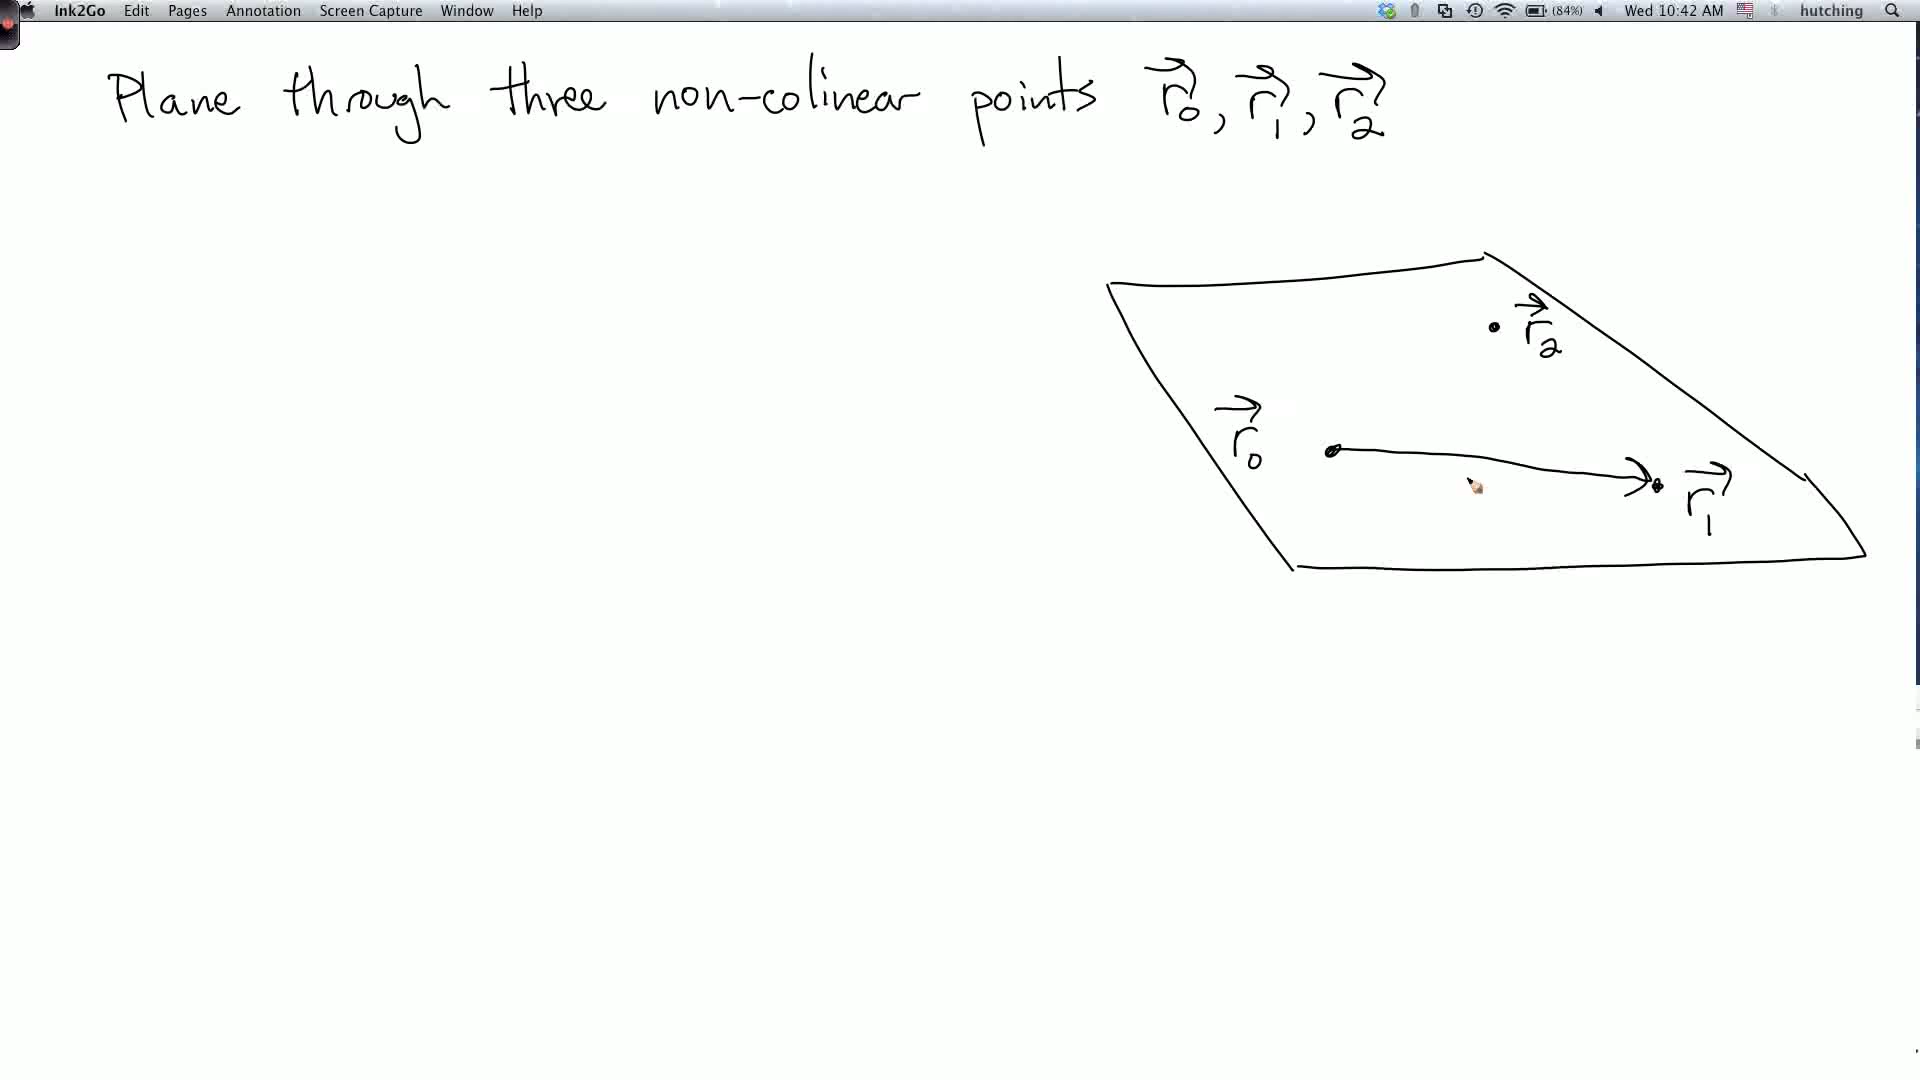 Ink2Go Edit Pages Annotation Screen Capture Window Help (84%) Wed 10:42 AM hutching
Plane through three non-colinear points r⃗₀, r⃗₁, r⃗₂
r⃗₂
r⃗₀
r⃗₁